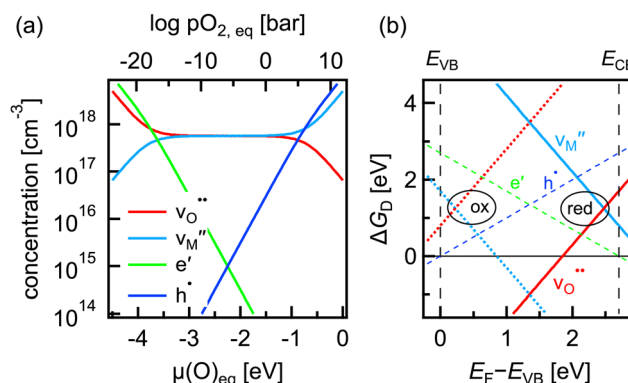 (a)
log pO2, eq [bar]
-20 -10 0 10
concentration [cm-3]
10^18
10^17
10^16
10^15
10^14
vO••
vM''
e'
h•
-4 -3 -2 -1 0
μ(O)eq [eV]
(b)
EVB
ECB
ΔGD [eV]
4
2
0
vM''
e'
h•
ox
red
vO••
0 1 2
EF−EVB [eV]